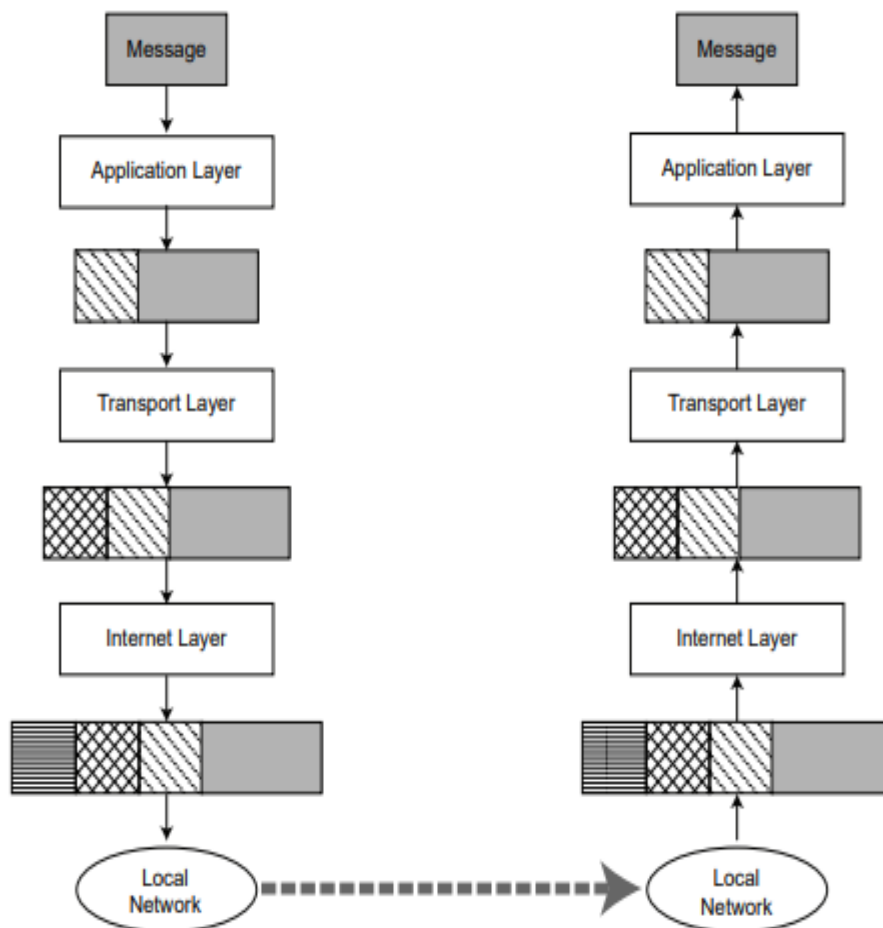 Message
Message
Application Layer
Application Layer
Transport Layer
Transport Layer
Internet Layer
Internet Layer
Local
Network
Local
Network